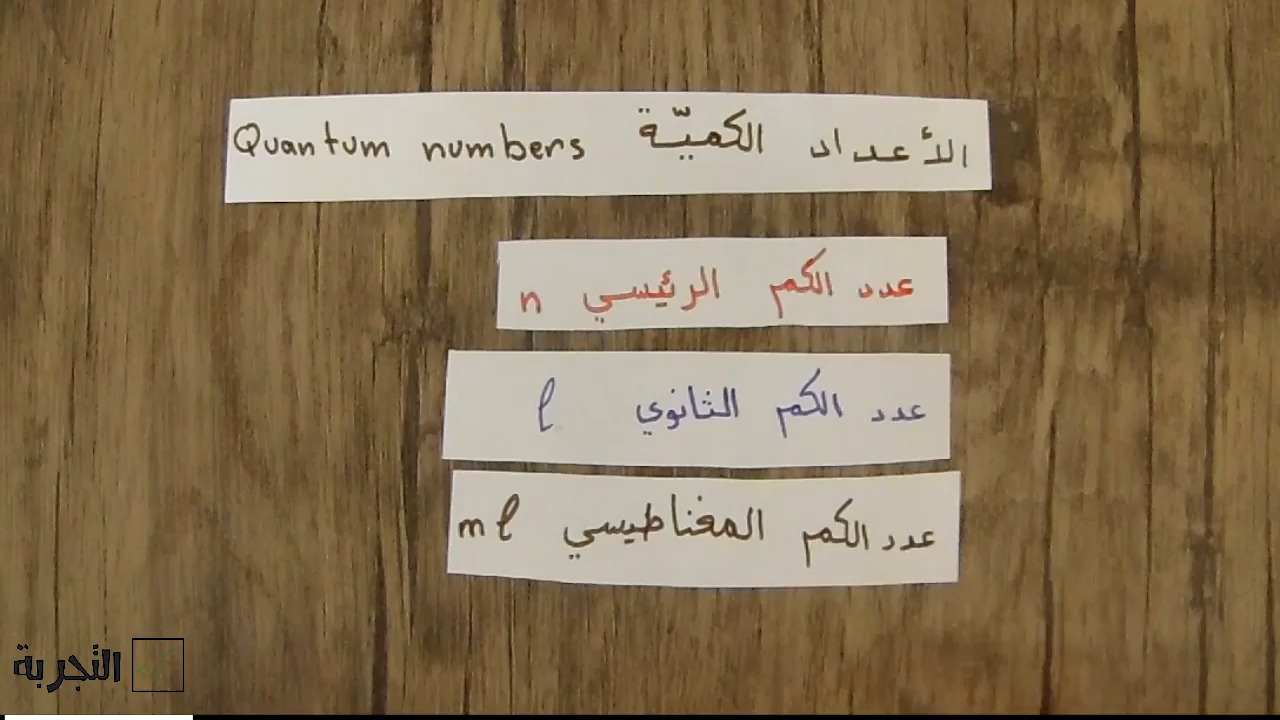 الأعداد الكميّة Quantum numbers
عدد الكم الرئيسي n
عدد الكم الثانوي ℓ
عدد الكم المغناطيسي mℓ
التجربة